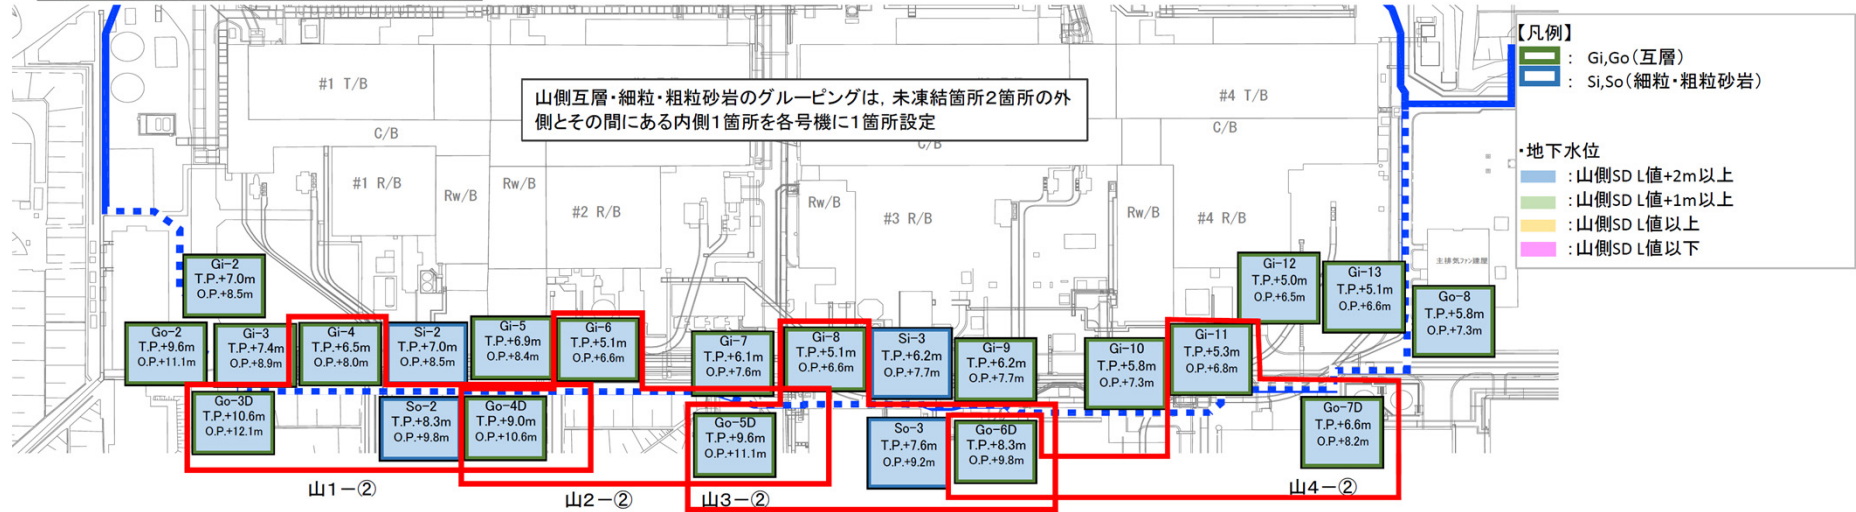 #1 T/B
山側互層・細粒・粗粒砂岩のグルーピングは，未凍結箇所２箇所の外
側とその間にある内側１箇所を各号機に１箇所設定
#4 T/B
C/B
C/B
C/B
#1 R/B
Rw/B
Rw/B
#2 R/B
Rw/B
#3 R/B
Rw/B
#4 R/B
主排気ファン建屋
【凡例】
： Gi,Go（互層）
： Si,So（細粒・粗粒砂岩）
・地下水位
：山側SD L値+2m以上
：山側SD L値+1m以上
：山側SD L値以上
：山側SD L値以下
Gi-2
T.P.+7.0m
O.P.+8.5m
Go-2
T.P.+9.6m
O.P.+11.1m
Gi-3
T.P.+7.4m
O.P.+8.9m
Gi-4
T.P.+6.5m
O.P.+8.0m
Si-2
T.P.+7.0m
O.P.+8.5m
Gi-5
T.P.+6.9m
O.P.+8.4m
Gi-6
T.P.+5.1m
O.P.+6.6m
Gi-7
T.P.+6.1m
O.P.+7.6m
Gi-8
T.P.+5.1m
O.P.+6.6m
Si-3
T.P.+6.2m
O.P.+7.7m
Gi-9
T.P.+6.2m
O.P.+7.7m
Gi-10
T.P.+5.8m
O.P.+7.3m
Gi-11
T.P.+5.3m
O.P.+6.8m
Gi-12
T.P.+5.0m
O.P.+6.5m
Gi-13
T.P.+5.1m
O.P.+6.6m
Go-8
T.P.+5.8m
O.P.+7.3m
Go-3D
T.P.+10.6m
O.P.+12.1m
So-2
T.P.+8.3m
O.P.+9.8m
Go-4D
T.P.+9.0m
O.P.+10.6m
Go-5D
T.P.+9.6m
O.P.+11.1m
So-3
T.P.+7.6m
O.P.+9.2m
Go-6D
T.P.+8.3m
O.P.+9.8m
Go-7D
T.P.+6.6m
O.P.+8.2m
山１－②
山２－②
山３－②
山４－②